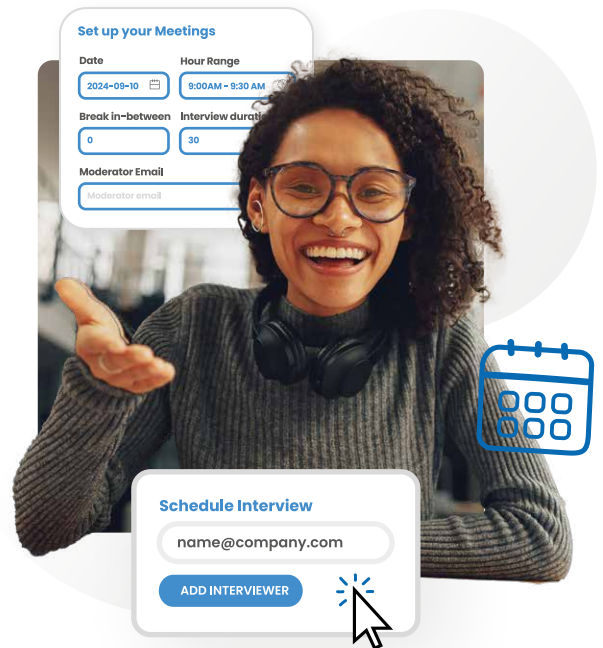 Set up your Meetings
Date Hour Range
2024-09-10 9:00AM - 9:30 AM
Break in-between Interview durati
0 30
Moderator Email
Moderator email
Schedule Interview
name@company.com
ADD INTERVIEWER